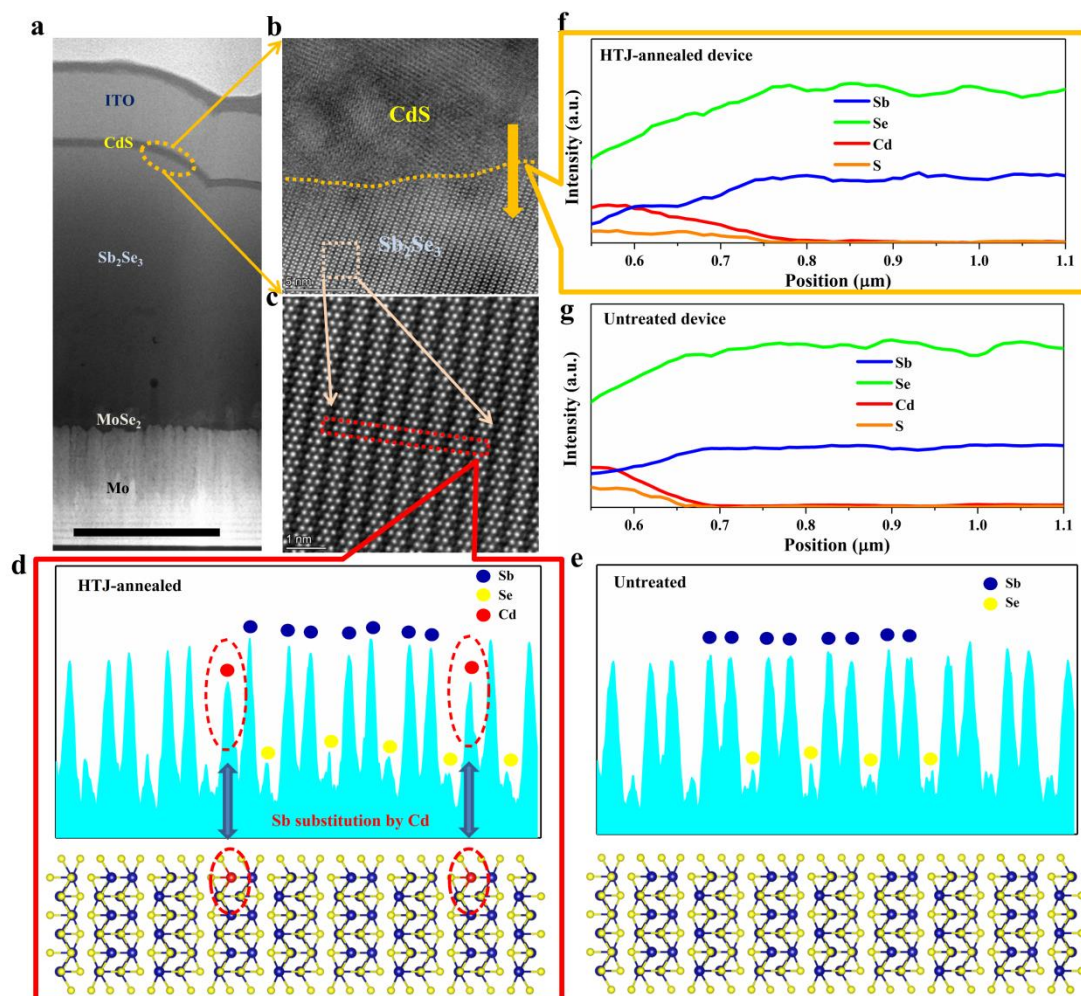 a
ITO
CdS
Sb₂Se₃
MoSe₂
Mo
b
CdS
Sb₂Se₃
5 nm
c
1 nm
f
HTJ-annealed device
Sb
Se
Cd
S
Intensity (a.u.)
0.6 0.7 0.8 0.9 1.0 1.1
Position (μm)
g
Untreated device
Sb
Se
Cd
S
Intensity (a.u.)
0.6 0.7 0.8 0.9 1.0 1.1
Position (μm)
d
HTJ-annealed
Sb
Se
Cd
Sb substitution by Cd
e
Untreated
Sb
Se